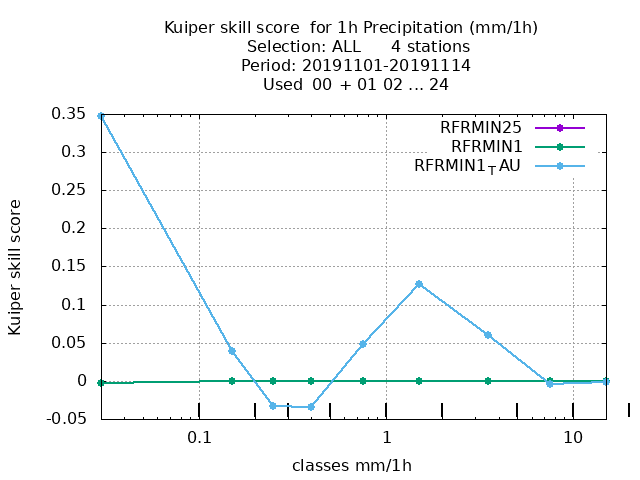 Kuiper skill score  for 1h Precipitation (mm/1h)
Selection: ALL      4 stations
Period: 20191101-20191114
Used  00 + 01 02 ... 24
RFRMIN25
RFRMIN1
RFRMIN1_TAU
Kuiper skill score
0.35
0.3
0.25
0.2
0.15
0.1
0.05
0
-0.05
0.1 1 10
classes mm/1h